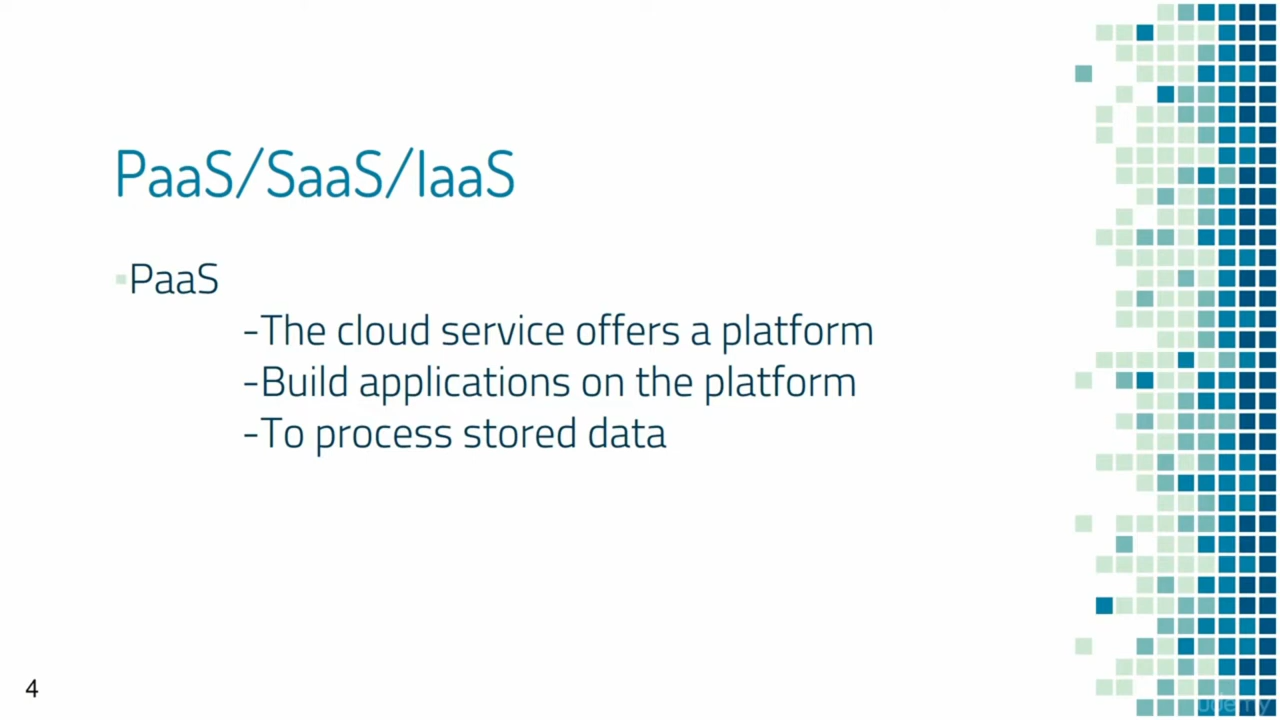 PaaS/SaaS/IaaS
▪PaaS
-The cloud service offers a platform
-Build applications on the platform
-To process stored data
4
udemy